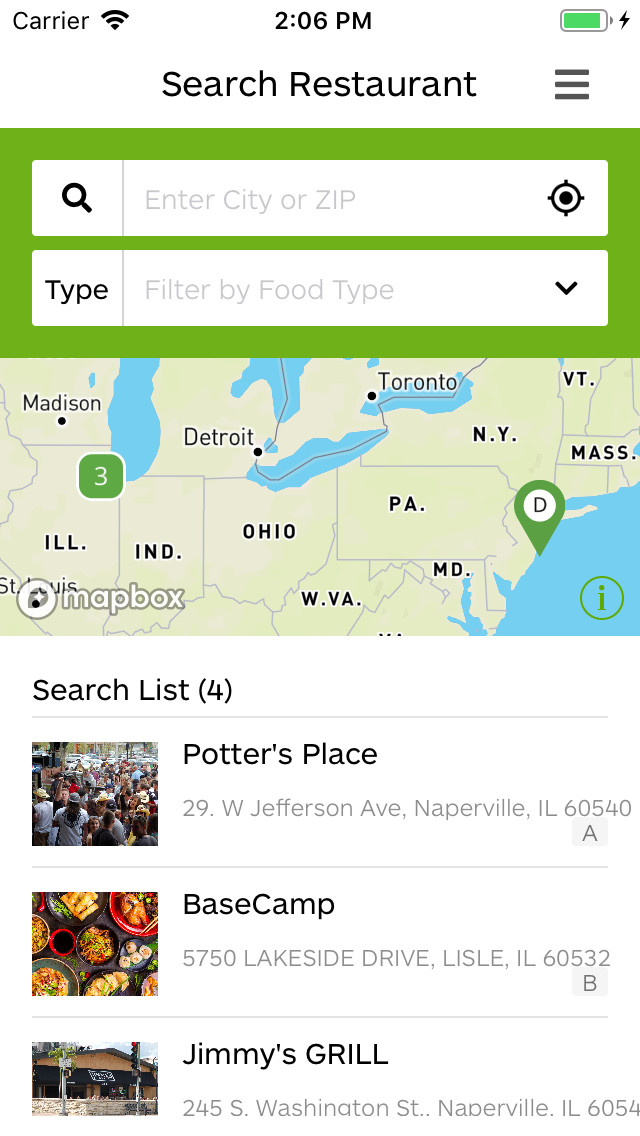 Carrier 2:06 PM
Search Restaurant
Enter City or ZIP
Type Filter by Food Type
Toronto VT.
Madison
Detroit N.Y.
MASS.
3
PA. D
OHIO
ILL. IND.
MD.
St. Louis mapbox W.VA. i
Search List (4)
Potter's Place
29. W Jefferson Ave, Naperville, IL 60540
A
BaseCamp
5750 LAKESIDE DRIVE, LISLE, IL 60532
B
Jimmy's GRILL
245 S. Washington St., Naperville, IL 6054